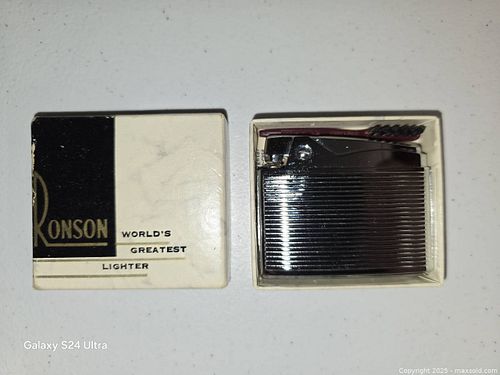 RONSON
WORLD'S
GREATEST
LIGHTER
Galaxy S24 Ultra
Copyright 2025 - maxsold.com